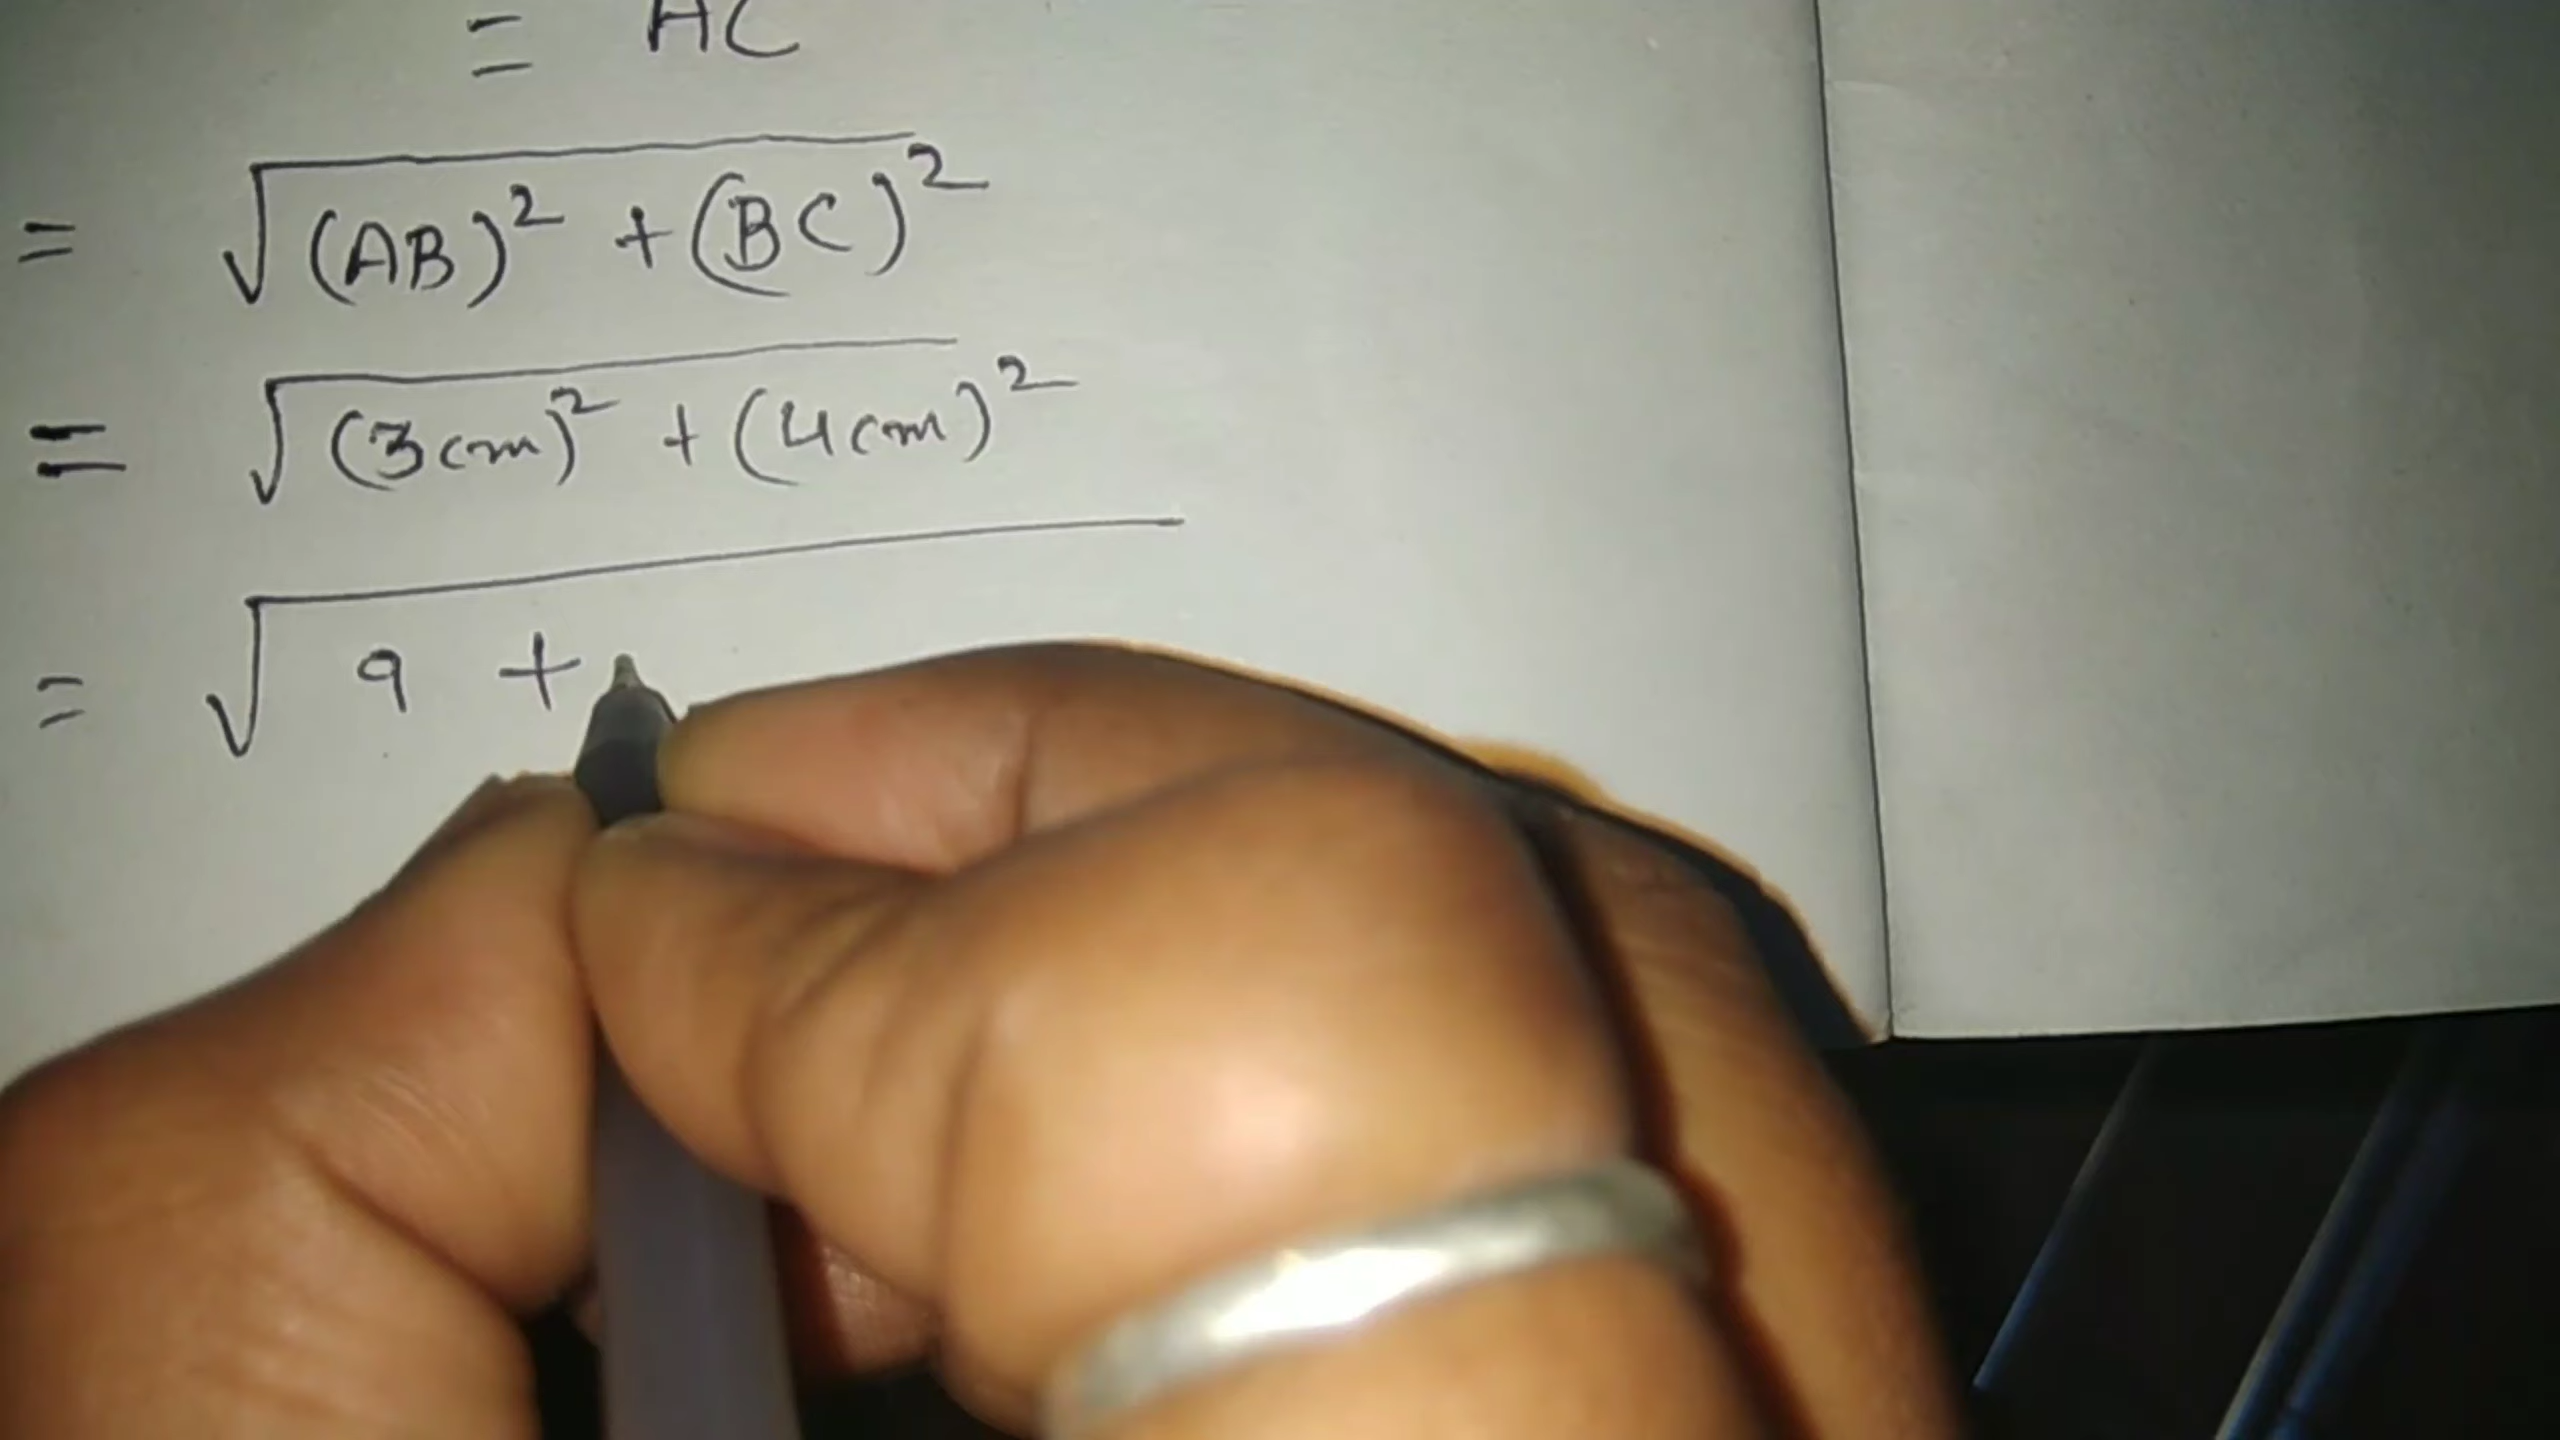 = AC
= √(AB)² + (BC)²
= √(3cm)² + (4cm)²
= √9 +